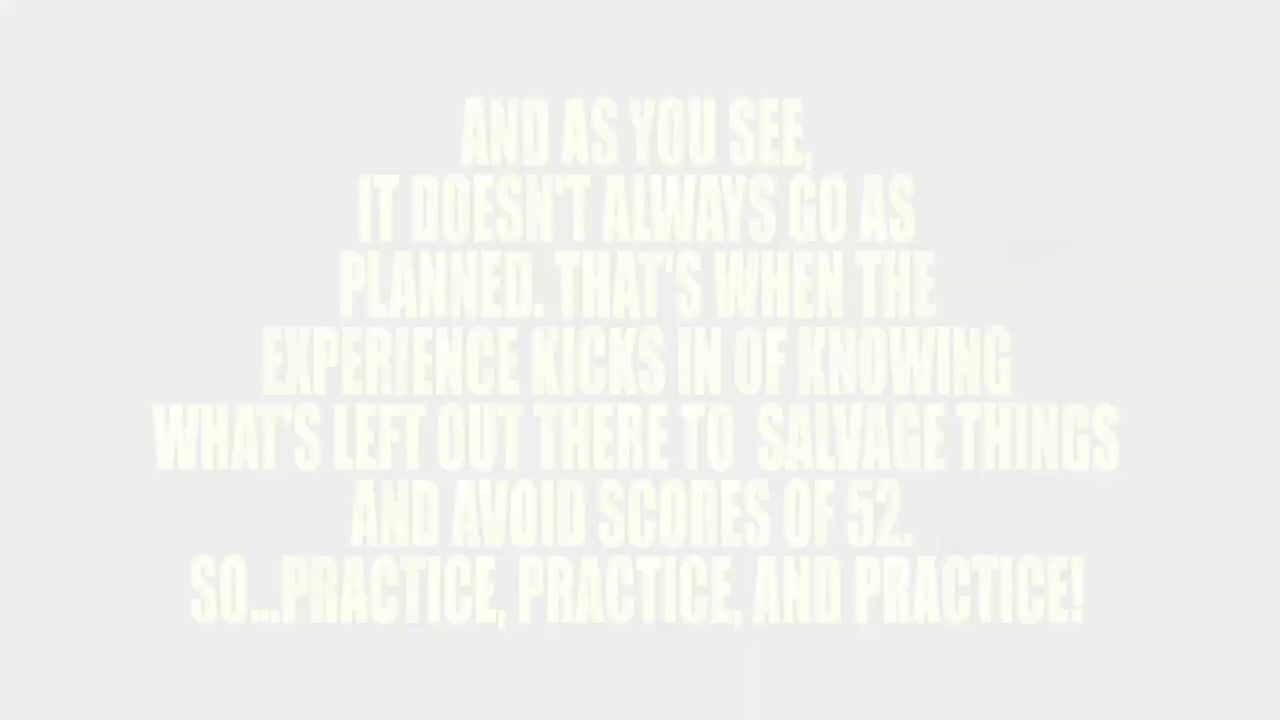 AND AS YOU SEE,
IT DOESN'T ALWAYS GO AS
PLANNED. THAT'S WHEN THE
EXPERIENCE KICKS IN OF KNOWING
WHAT'S LEFT OUT THERE TO SALVAGE THINGS
AND AVOID SCORES OF 52.
SO...PRACTICE, PRACTICE, AND PRACTICE!